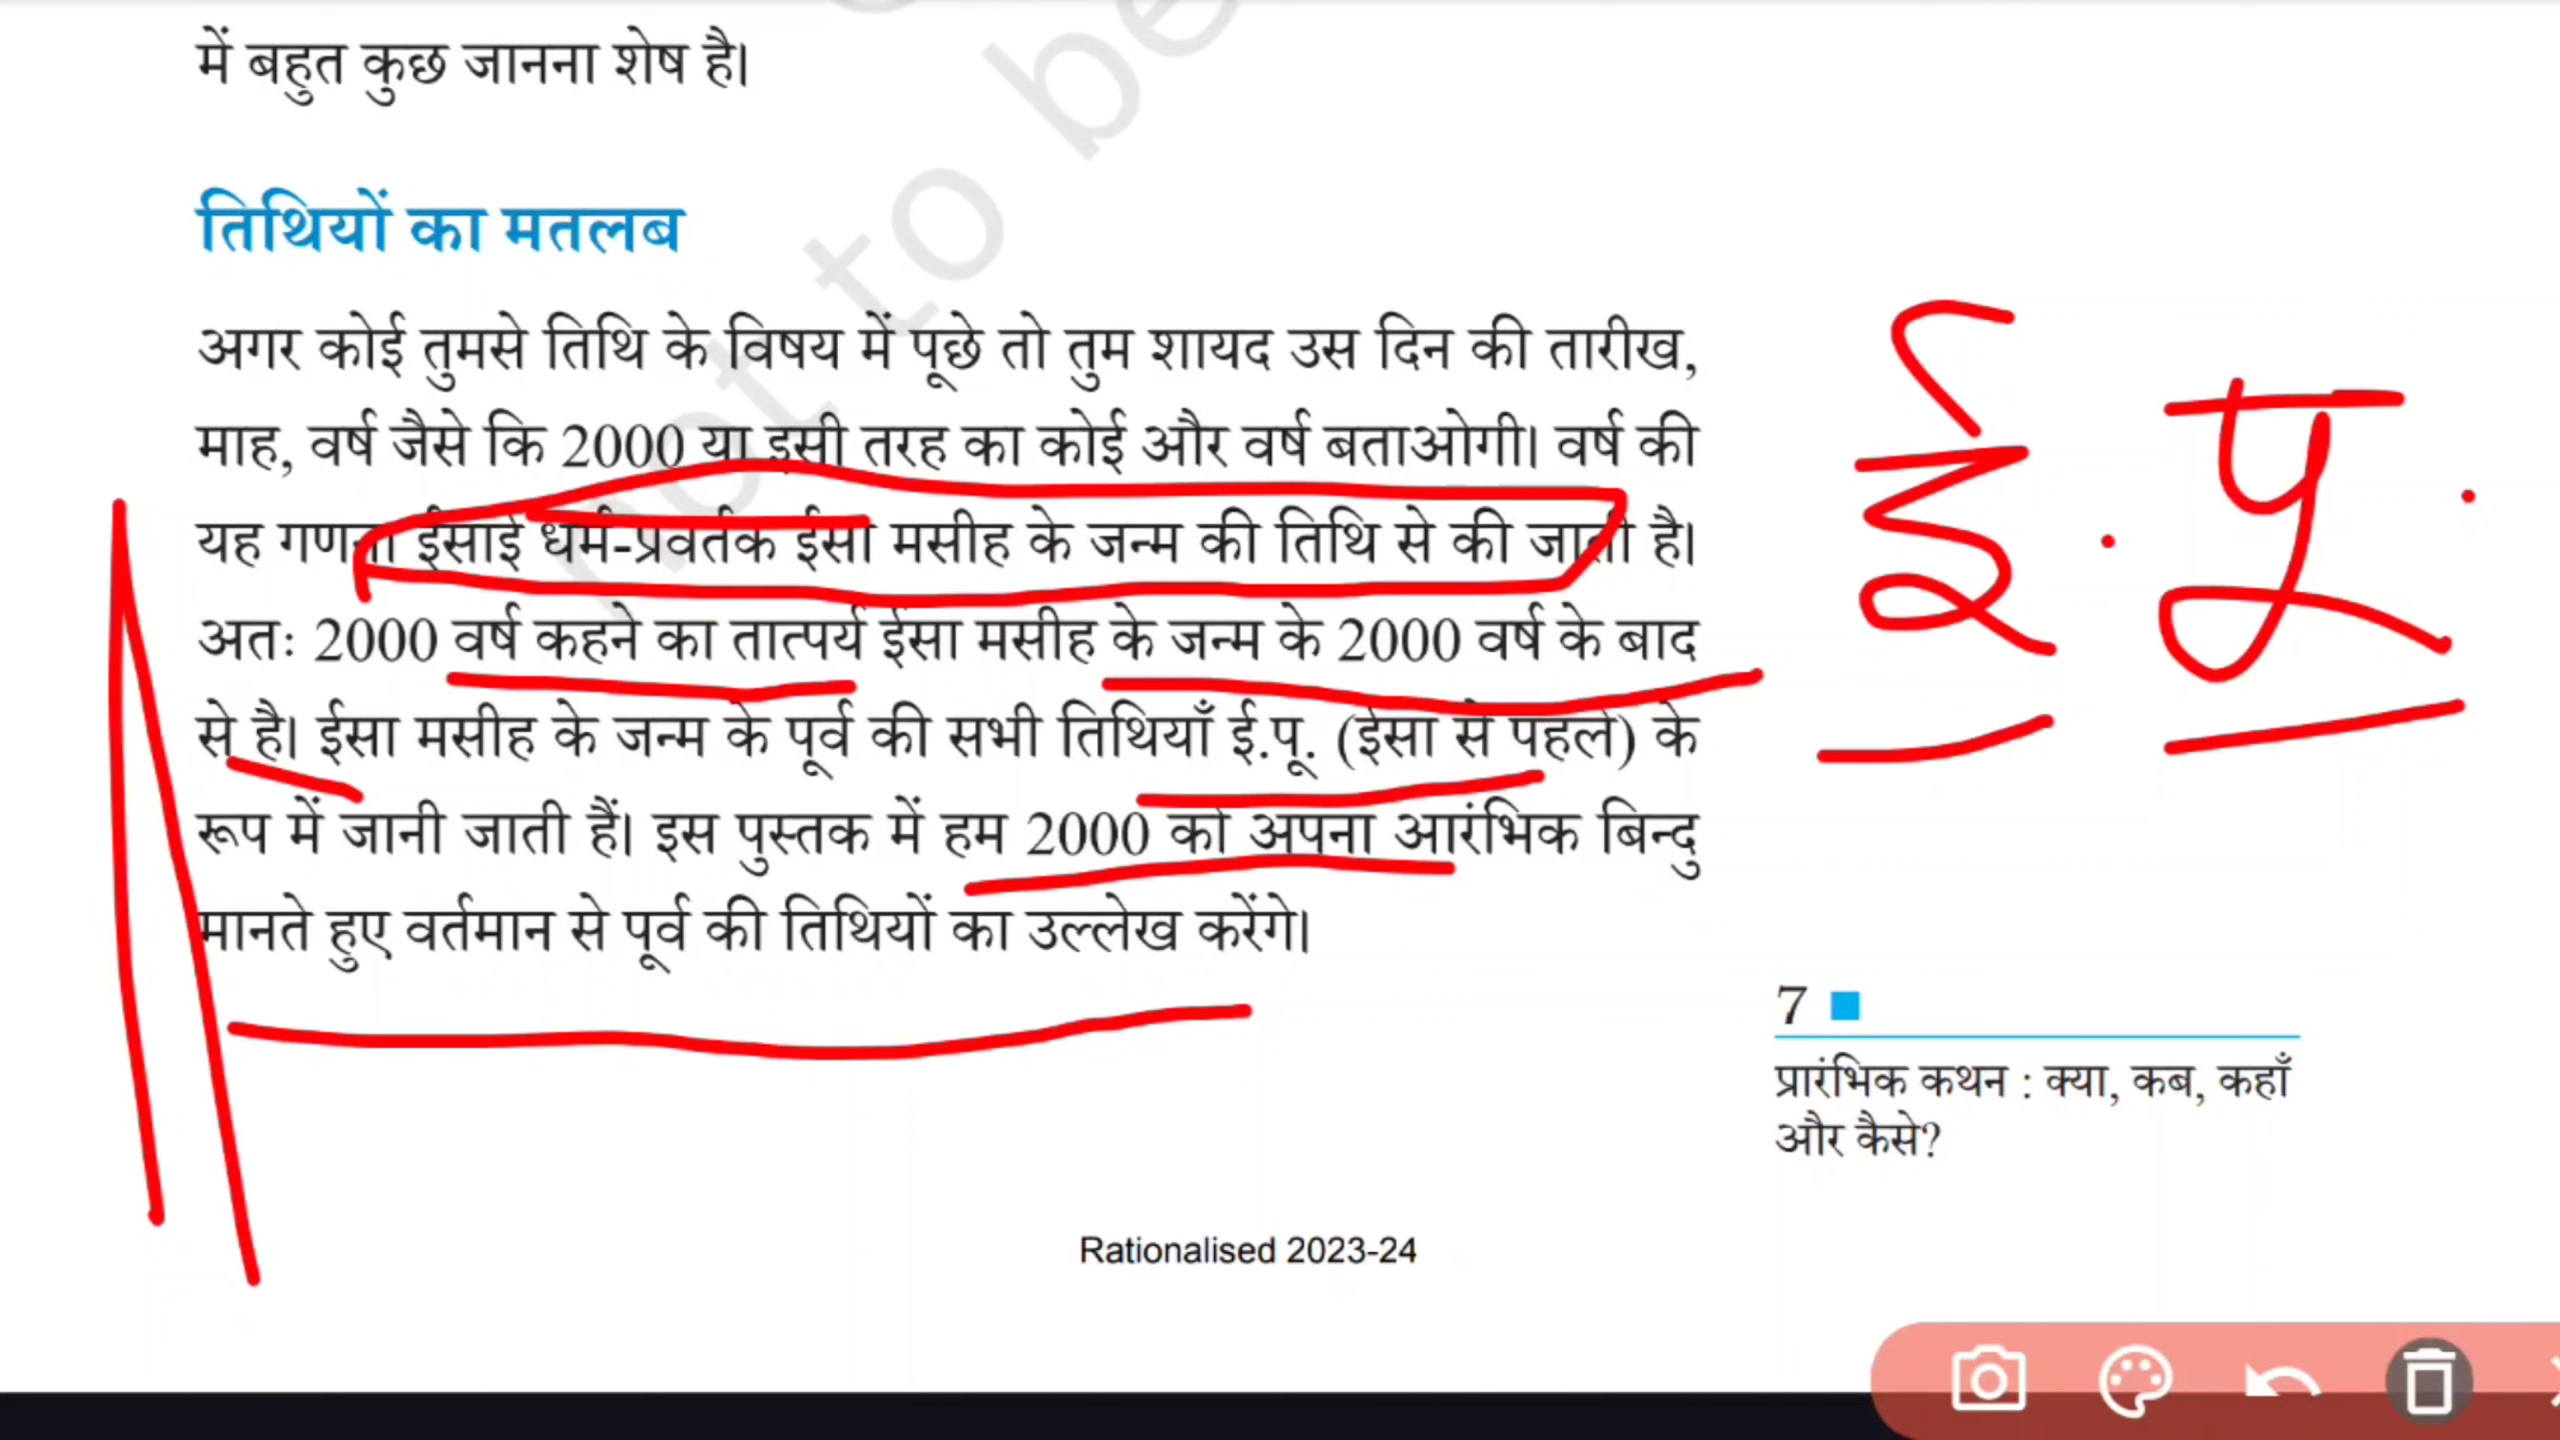 में बहुत कुछ जानना शेष है।
तिथियों का मतलब
अगर कोई तुमसे तिथि के विषय में पूछे तो तुम शायद उस दिन की तारीख,
माह, वर्ष जैसे कि 2000 या इसी तरह का कोई और वर्ष बताओगी। वर्ष की
यह गणना ईसाई धर्म-प्रवर्तक ईसा मसीह के जन्म की तिथि से की जाती है।
अतः 2000 वर्ष कहने का तात्पर्य ईसा मसीह के जन्म के 2000 वर्ष के बाद
से है। ईसा मसीह के जन्म के पूर्व की सभी तिथियाँ ई.पू. (ईसा से पहले) के
रूप में जानी जाती हैं। इस पुस्तक में हम 2000 को अपना आरंभिक बिन्दु
मानते हुए वर्तमान से पूर्व की तिथियों का उल्लेख करेंगे।
ई. पू.
7
प्रारंभिक कथन : क्या, कब, कहाँ
और कैसे?
Rationalised 2023-24
not to be